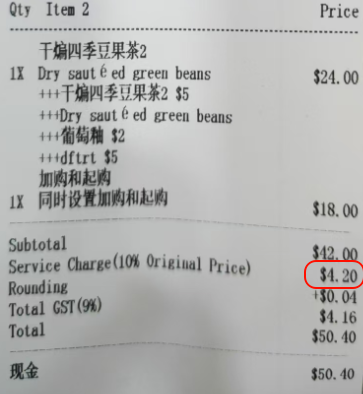 Qty Item 2 Price
干煸四季豆果茶2
1X Dry sautéed green beans $24.00
+++干煸四季豆果茶2 $5
+++Dry sautéed green beans
+++葡萄釉 $2
+++dftrt $5
加购和起购
1X 同时设置加购和起购 $18.00
Subtotal $42.00
Service Charge(10% Original Price) $4.20
Rounding +$0.04
Total GST(9%) $4.16
Total $50.40
现金 $50.40